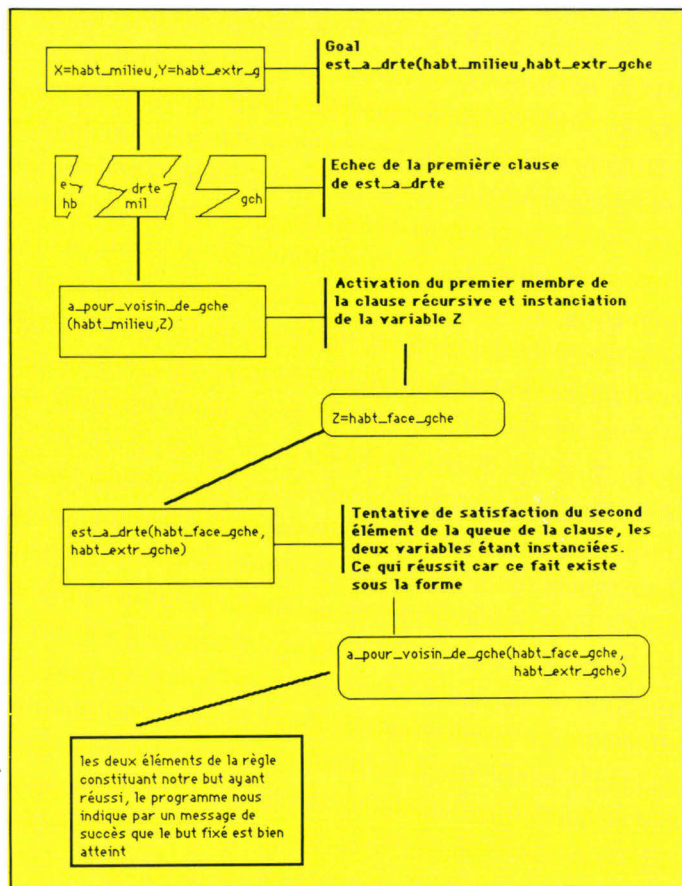 X=habt_milieu,Y=habt_extr_g
Goal
est_a_drte(habt_milieu,habt_extr_gche
e
hb
drte
mil
gch
Echec de la première clause
de est_a_drte
a_pour_voisin_de_gche
(habt_milieu,Z)
Activation du premier membre de
la clause récursive et instanciation
de la variable Z
Z=habt_face_gche
est_a_drte(habt_face_gche,
habt_extr_gche)
Tentative de satisfaction du second
élément de la queue de la clause, les
deux variables étant instanciées.
Ce qui réussit car ce fait existe
sous la forme
a_pour_voisin_de_gche(habt_face_gche,
habt_extr_gche)
les deux éléments de la règle
constituant notre but ayant
réussi, le programme nous
indique par un message de
succès que le but fixé est bien
atteint